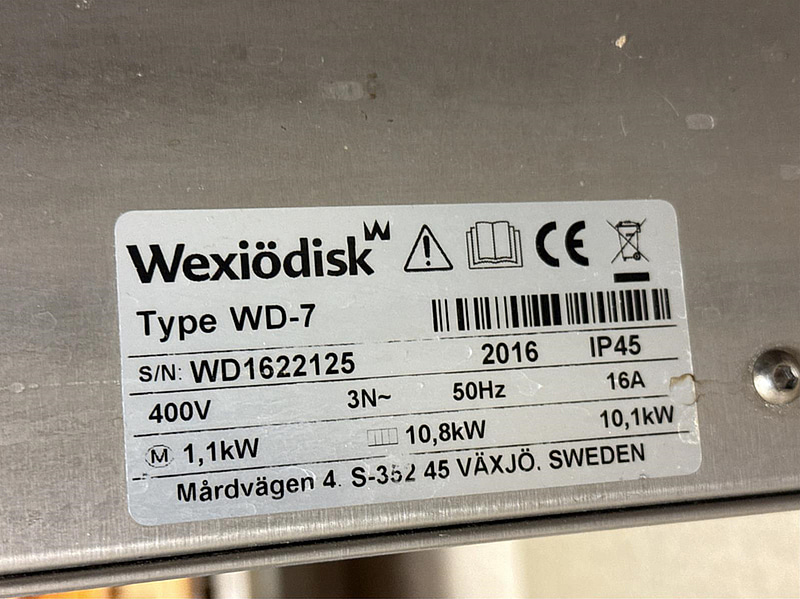 Wexiödisk
CE
Type WD-7
S/N: WD1622125 2016 IP45
400V 3N~ 50Hz 16A
M 1,1kW 10,8kW 10,1kW
Mårdvägen 4. S-352 45 VÄXJÖ. SWEDEN